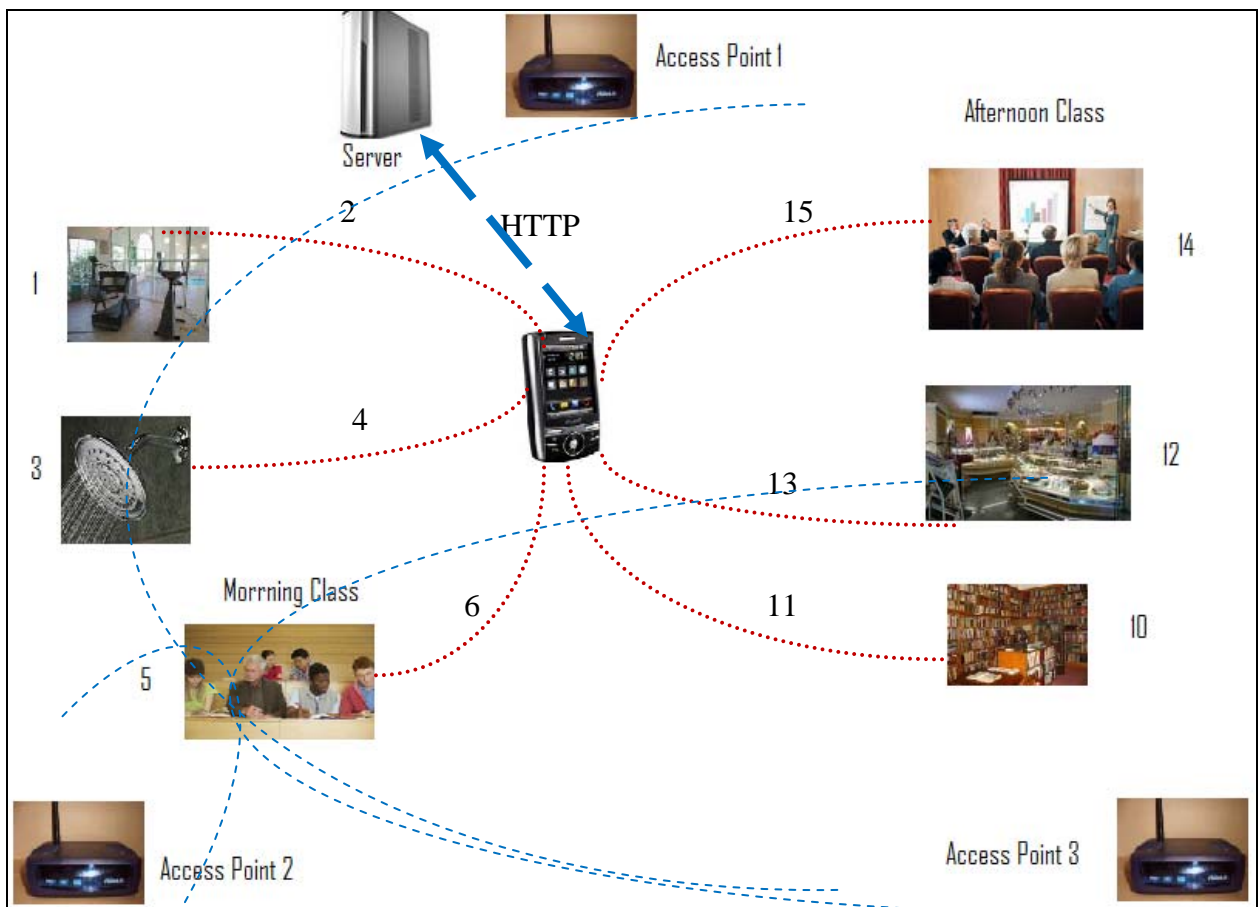 Access Point 1
Afternoon Class
Server
2
HTTP
15
1
14
4
3
13
12
Morrning Class
6
11
10
5
Access Point 2
Access Point 3